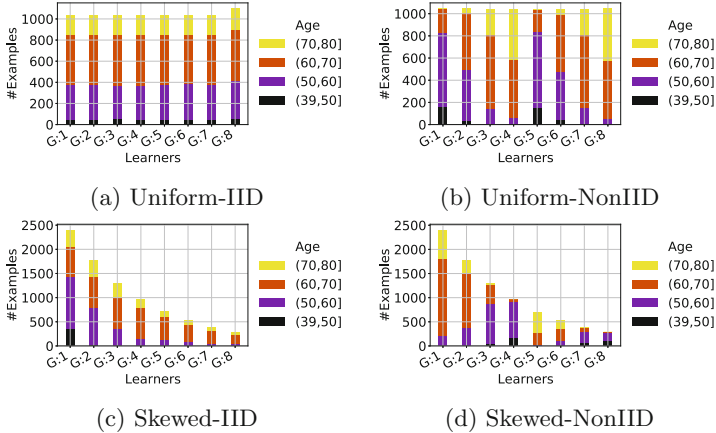 #Examples
1000
800
600
400
200
0
G:1 G:2 G:3 G:4 G:5 G:6 G:7 G:8
Learners
Age
(70,80]
(60,70]
(50,60]
(39,50]
(a) Uniform-IID
#Examples
1000
800
600
400
200
0
G:1 G:2 G:3 G:4 G:5 G:6 G:7 G:8
Learners
Age
(70,80]
(60,70]
(50,60]
(39,50]
(b) Uniform-NonIID
#Examples
2500
2000
1500
1000
500
0
G:1 G:2 G:3 G:4 G:5 G:6 G:7 G:8
Learners
Age
(70,80]
(60,70]
(50,60]
(39,50]
(c) Skewed-IID
#Examples
2500
2000
1500
1000
500
0
G:1 G:2 G:3 G:4 G:5 G:6 G:7 G:8
Learners
Age
(70,80]
(60,70]
(50,60]
(39,50]
(d) Skewed-NonIID